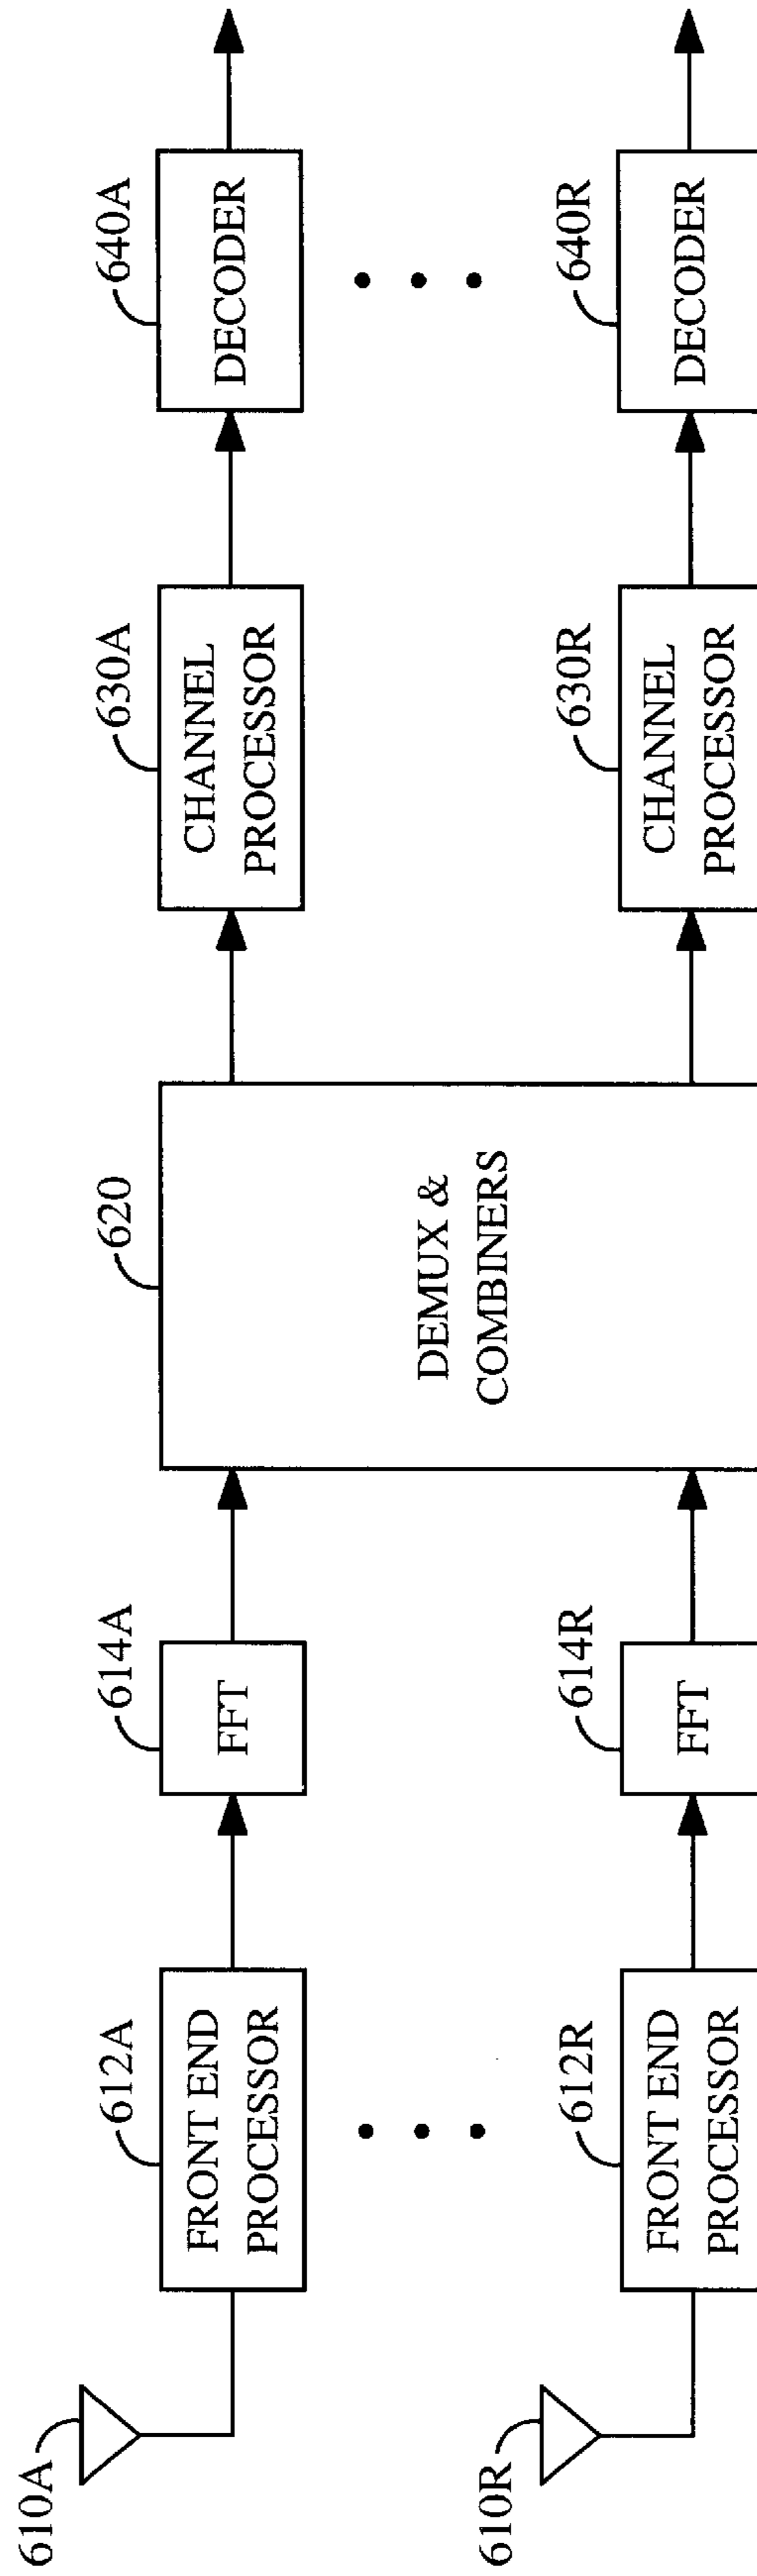 610A
612A
FRONT END
PROCESSOR
614A
FFT
620
DEMUX &
COMBINERS
630A
CHANNEL
PROCESSOR
640A
DECODER
610R
612R
FRONT END
PROCESSOR
614R
FFT
630R
CHANNEL
PROCESSOR
640R
DECODER